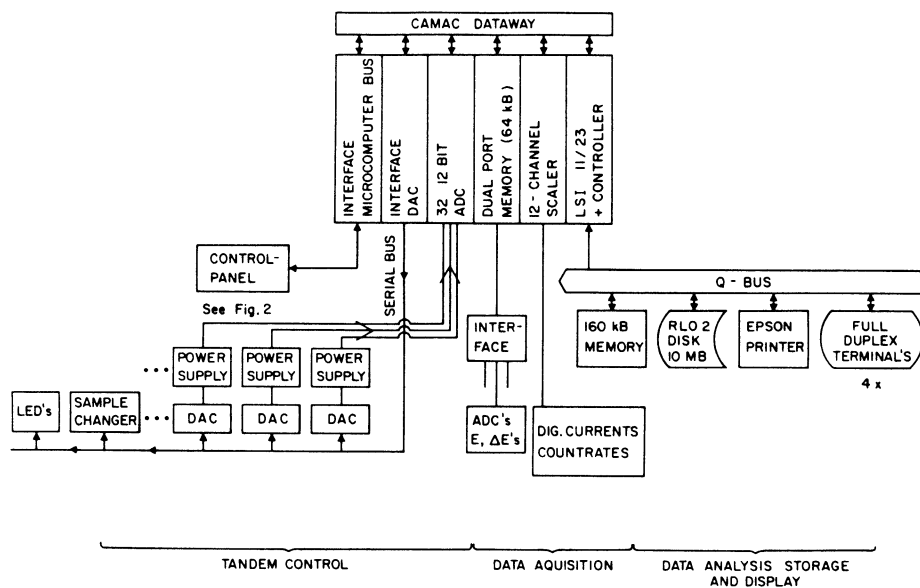 CAMAC DATAWAY
INTERFACE
MICROCOMPUTER BUS
INTERFACE
DAC
32 12 BIT
ADC
DUAL PORT
MEMORY (64 kB)
12-CHANNEL
SCALER
LSI 11/23
+ CONTROLLER
CONTROL-
PANEL
SERIAL BUS
See Fig. 2
Q-BUS
INTER-
FACE
160 kB
MEMORY
RLO 2
DISK
10 MB
EPSON
PRINTER
FULL
DUPLEX
TERMINAL'S
4 x
POWER
SUPPLY
POWER
SUPPLY
POWER
SUPPLY
LED's
SAMPLE
CHANGER
DAC
DAC
DAC
ADC's
E, ΔE's
DIG. CURRENTS
COUNTRATES
TANDEM CONTROL
DATA AQUISITION
DATA ANALYSIS STORAGE
AND DISPLAY